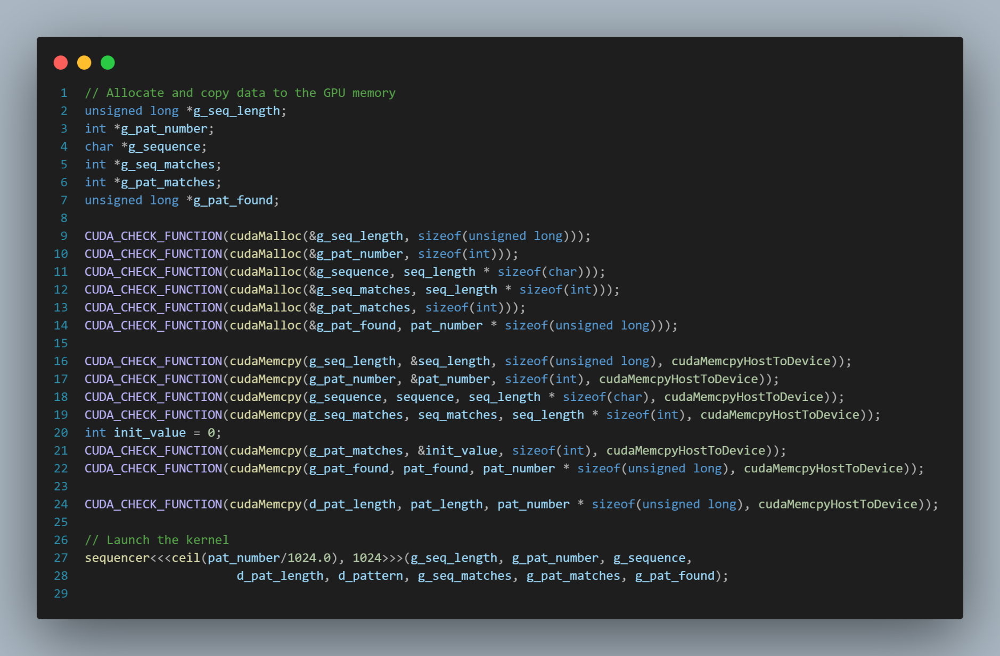 1 // Allocate and copy data to the GPU memory
2 unsigned long *g_seq_length;
3 int *g_pat_number;
4 char *g_sequence;
5 int *g_seq_matches;
6 int *g_pat_matches;
7 unsigned long *g_pat_found;
8
9 CUDA_CHECK_FUNCTION(cudaMalloc(&g_seq_length, sizeof(unsigned long)));
10 CUDA_CHECK_FUNCTION(cudaMalloc(&g_pat_number, sizeof(int)));
11 CUDA_CHECK_FUNCTION(cudaMalloc(&g_sequence, seq_length * sizeof(char)));
12 CUDA_CHECK_FUNCTION(cudaMalloc(&g_seq_matches, seq_length * sizeof(int)));
13 CUDA_CHECK_FUNCTION(cudaMalloc(&g_pat_matches, sizeof(int)));
14 CUDA_CHECK_FUNCTION(cudaMalloc(&g_pat_found, pat_number * sizeof(unsigned long)));
15
16 CUDA_CHECK_FUNCTION(cudaMemcpy(g_seq_length, &seq_length, sizeof(unsigned long), cudaMemcpyHostToDevice));
17 CUDA_CHECK_FUNCTION(cudaMemcpy(g_pat_number, &pat_number, sizeof(int), cudaMemcpyHostToDevice));
18 CUDA_CHECK_FUNCTION(cudaMemcpy(g_sequence, sequence, seq_length * sizeof(char), cudaMemcpyHostToDevice));
19 CUDA_CHECK_FUNCTION(cudaMemcpy(g_seq_matches, seq_matches, seq_length * sizeof(int), cudaMemcpyHostToDevice));
20 int init_value = 0;
21 CUDA_CHECK_FUNCTION(cudaMemcpy(g_pat_matches, &init_value, sizeof(int), cudaMemcpyHostToDevice));
22 CUDA_CHECK_FUNCTION(cudaMemcpy(g_pat_found, pat_found, pat_number * sizeof(unsigned long), cudaMemcpyHostToDevice));
23
24 CUDA_CHECK_FUNCTION(cudaMemcpy(d_pat_length, pat_length, pat_number * sizeof(unsigned long), cudaMemcpyHostToDevice));
25
26 // Launch the kernel
27 sequencer<<<ceil(pat_number/1024.0), 1024>>>(g_seq_length, g_pat_number, g_sequence,
28 d_pat_length, d_pattern, g_seq_matches, g_pat_matches, g_pat_found);
29